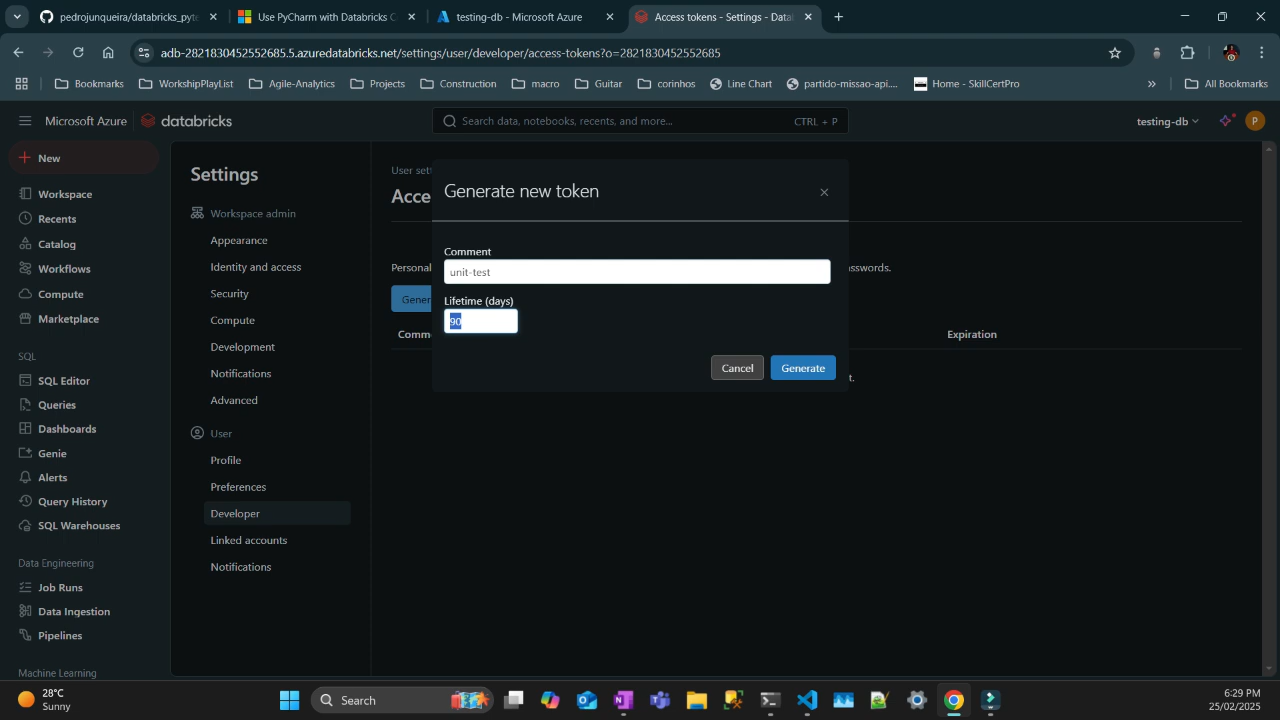 pedrojunqueira/databricks_pyte
Use PyCharm with Databricks C
testing-db - Microsoft Azure
Access tokens - Settings - Data
adb-2821830452552685.5.azuredatabricks.net/settings/user/developer/access-tokens?o=2821830452552685
Bookmarks
WorkshipPlayList
Agile-Analytics
Projects
Construction
macro
Guitar
corinhos
Line Chart
partido-missao-api....
Home - SkillCertPro
»
All Bookmarks
Microsoft Azure
databricks
Search data, notebooks, recents, and more...
CTRL + P
testing-db
P
New
Workspace
Recents
Catalog
Workflows
Compute
Marketplace
SQL
SQL Editor
Queries
Dashboards
Genie
Alerts
Query History
SQL Warehouses
Data Engineering
Job Runs
Data Ingestion
Pipelines
Machine Learning
Settings
Workspace admin
Appearance
Identity and access
Security
Compute
Development
Notifications
Advanced
User
Profile
Preferences
Developer
Linked accounts
Notifications
User sett
Acce
Personal
sswords.
Gener
Comm
Expiration
t.
Generate new token
Comment
unit-test
Lifetime (days)
90
Cancel
Generate
28°C
Sunny
Search
6:29 PM
25/02/2025